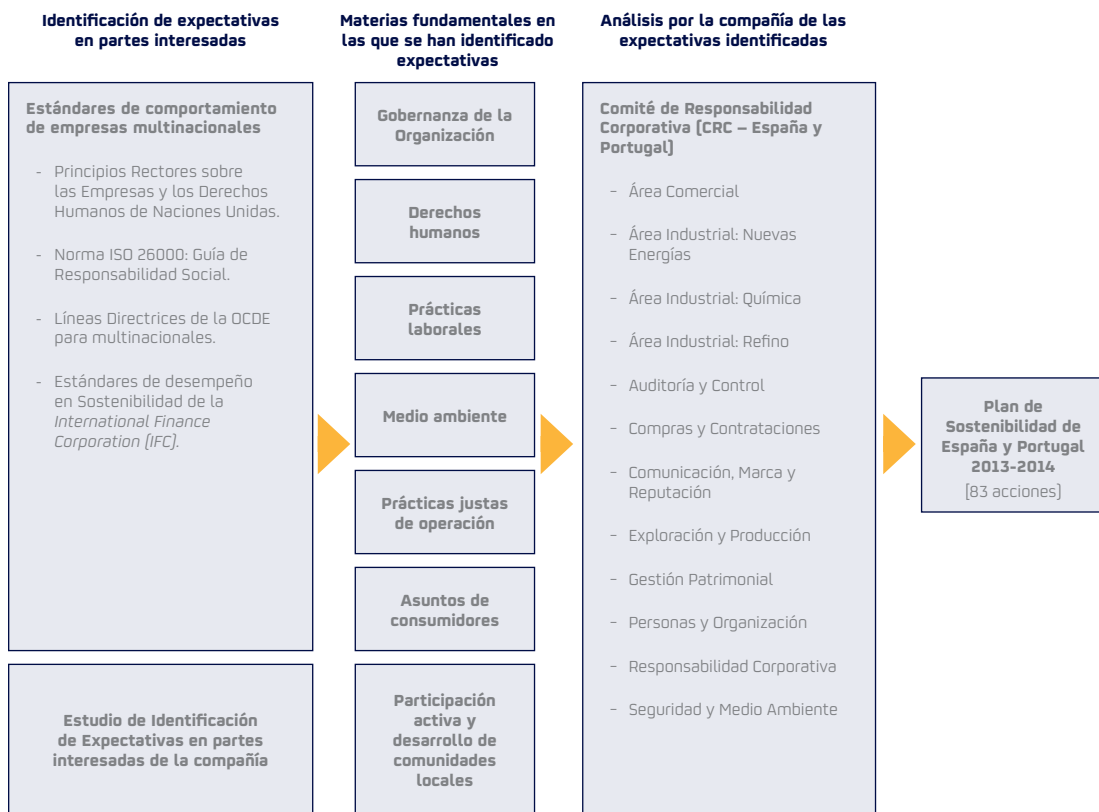 Identificación de expectativas
en partes interesadas
Estándares de comportamiento
de empresas multinacionales
- Principios Rectores sobre
las Empresas y los Derechos
Humanos de Naciones Unidas.
- Norma ISO 26000: Guía de
Responsabilidad Social.
- Líneas Directrices de la OCDE
para multinacionales.
- Estándares de desempeño
en Sostenibilidad de la
International Finance
Corporation (IFC).
Estudio de Identificación
de Expectativas en partes
interesadas de la compañía
Materias fundamentales en
las que se han identificado
expectativas
Gobernanza de la
Organización
Derechos
humanos
Prácticas
laborales
Medio ambiente
Prácticas justas
de operación
Asuntos de
consumidores
Participación
activa y
desarrollo de
comunidades
locales
Análisis por la compañía de las
expectativas identificadas
Comité de Responsabilidad
Corporativa (CRC – España y
Portugal)
- Área Comercial
- Área Industrial: Nuevas
Energías
- Área Industrial: Química
- Área Industrial: Refino
- Auditoría y Control
- Compras y Contrataciones
- Comunicación, Marca y
Reputación
- Exploración y Producción
- Gestión Patrimonial
- Personas y Organización
- Responsabilidad Corporativa
- Seguridad y Medio Ambiente
Plan de
Sostenibilidad de
España y Portugal
2013-2014
(83 acciones)